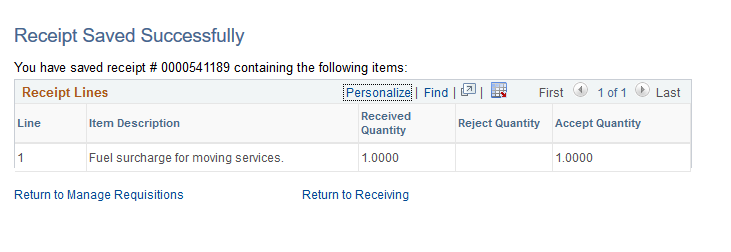 Receipt Saved Successfully
You have saved receipt # 0000541189 containing the following items:
Receipt Lines Personalize | Find | | First 1 of 1 Last
Line Item Description Received Quantity Reject Quantity Accept Quantity
1 Fuel surcharge for moving services. 1.0000 1.0000
Return to Manage Requisitions Return to Receiving